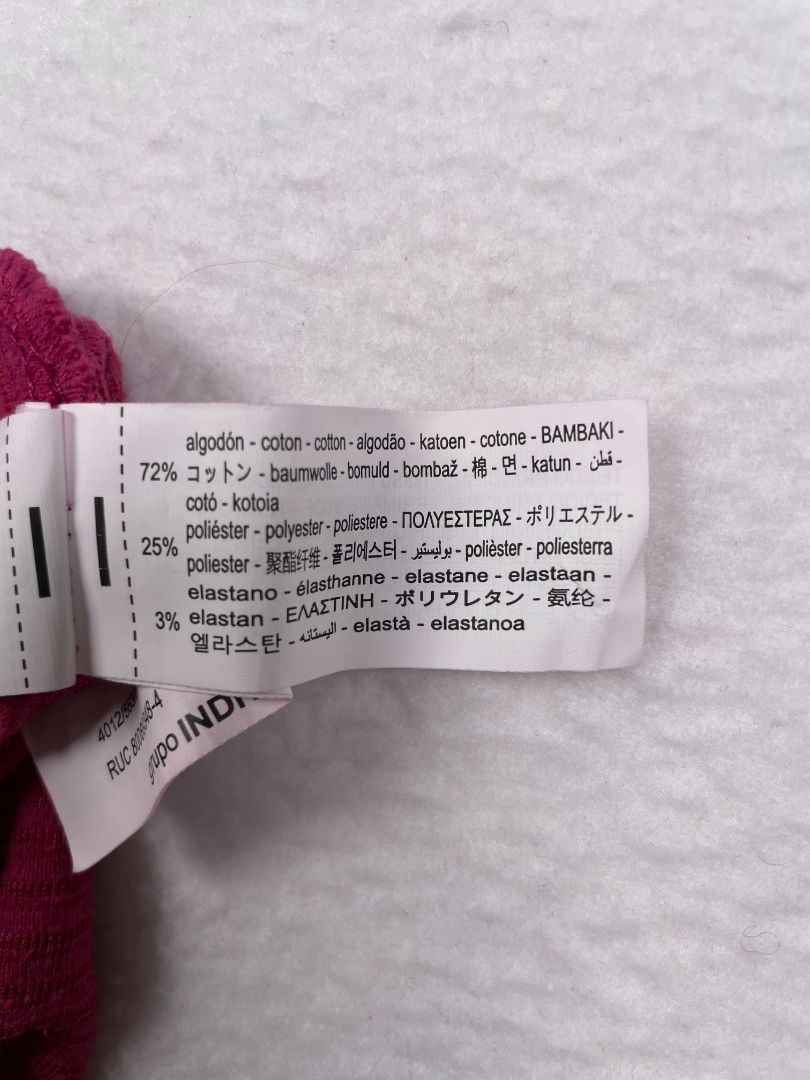 algodón - coton - cotton - algodão - katoen - cotone - BAMBAKI -
72% コットン - baumwolle - bomuld - bombaž - 棉 - 면 - katun - قطن -
cotó - kotoia
poliéster - polyester - poliestere - ΠΟΛΥΕΣΤΕΡΑΣ - ポリエステル -
25% poliester - 聚酯纤维 - 폴리에스터 - بوليستير - polièster - poliesterra
elastano - élasthanne - elastane - elastaan -
3% elastan - ΕΛΑΣΤΙΝΗ - ポリウレタン - 氨纶 -
엘라스탄 - اليستانه - elastà - elastanoa
RUC
grupo